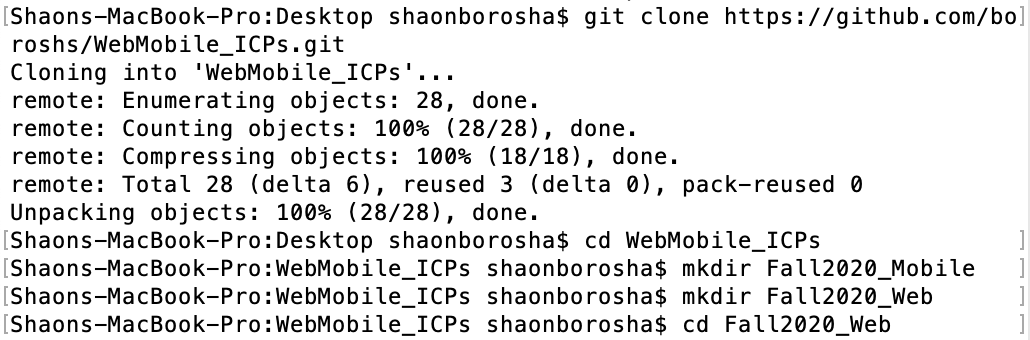 [Shaons-MacBook-Pro:Desktop shaonborosha$ git clone https://github.com/bo]
roshs/WebMobile_ICPs.git
Cloning into 'WebMobile_ICPs'...
remote: Enumerating objects: 28, done.
remote: Counting objects: 100% (28/28), done.
remote: Compressing objects: 100% (18/18), done.
remote: Total 28 (delta 6), reused 3 (delta 0), pack-reused 0
Unpacking objects: 100% (28/28), done.
[Shaons-MacBook-Pro:Desktop shaonborosha$ cd WebMobile_ICPs ]
[Shaons-MacBook-Pro:WebMobile_ICPs shaonborosha$ mkdir Fall2020_Mobile ]
[Shaons-MacBook-Pro:WebMobile_ICPs shaonborosha$ mkdir Fall2020_Web ]
[Shaons-MacBook-Pro:WebMobile_ICPs shaonborosha$ cd Fall2020_Web ]